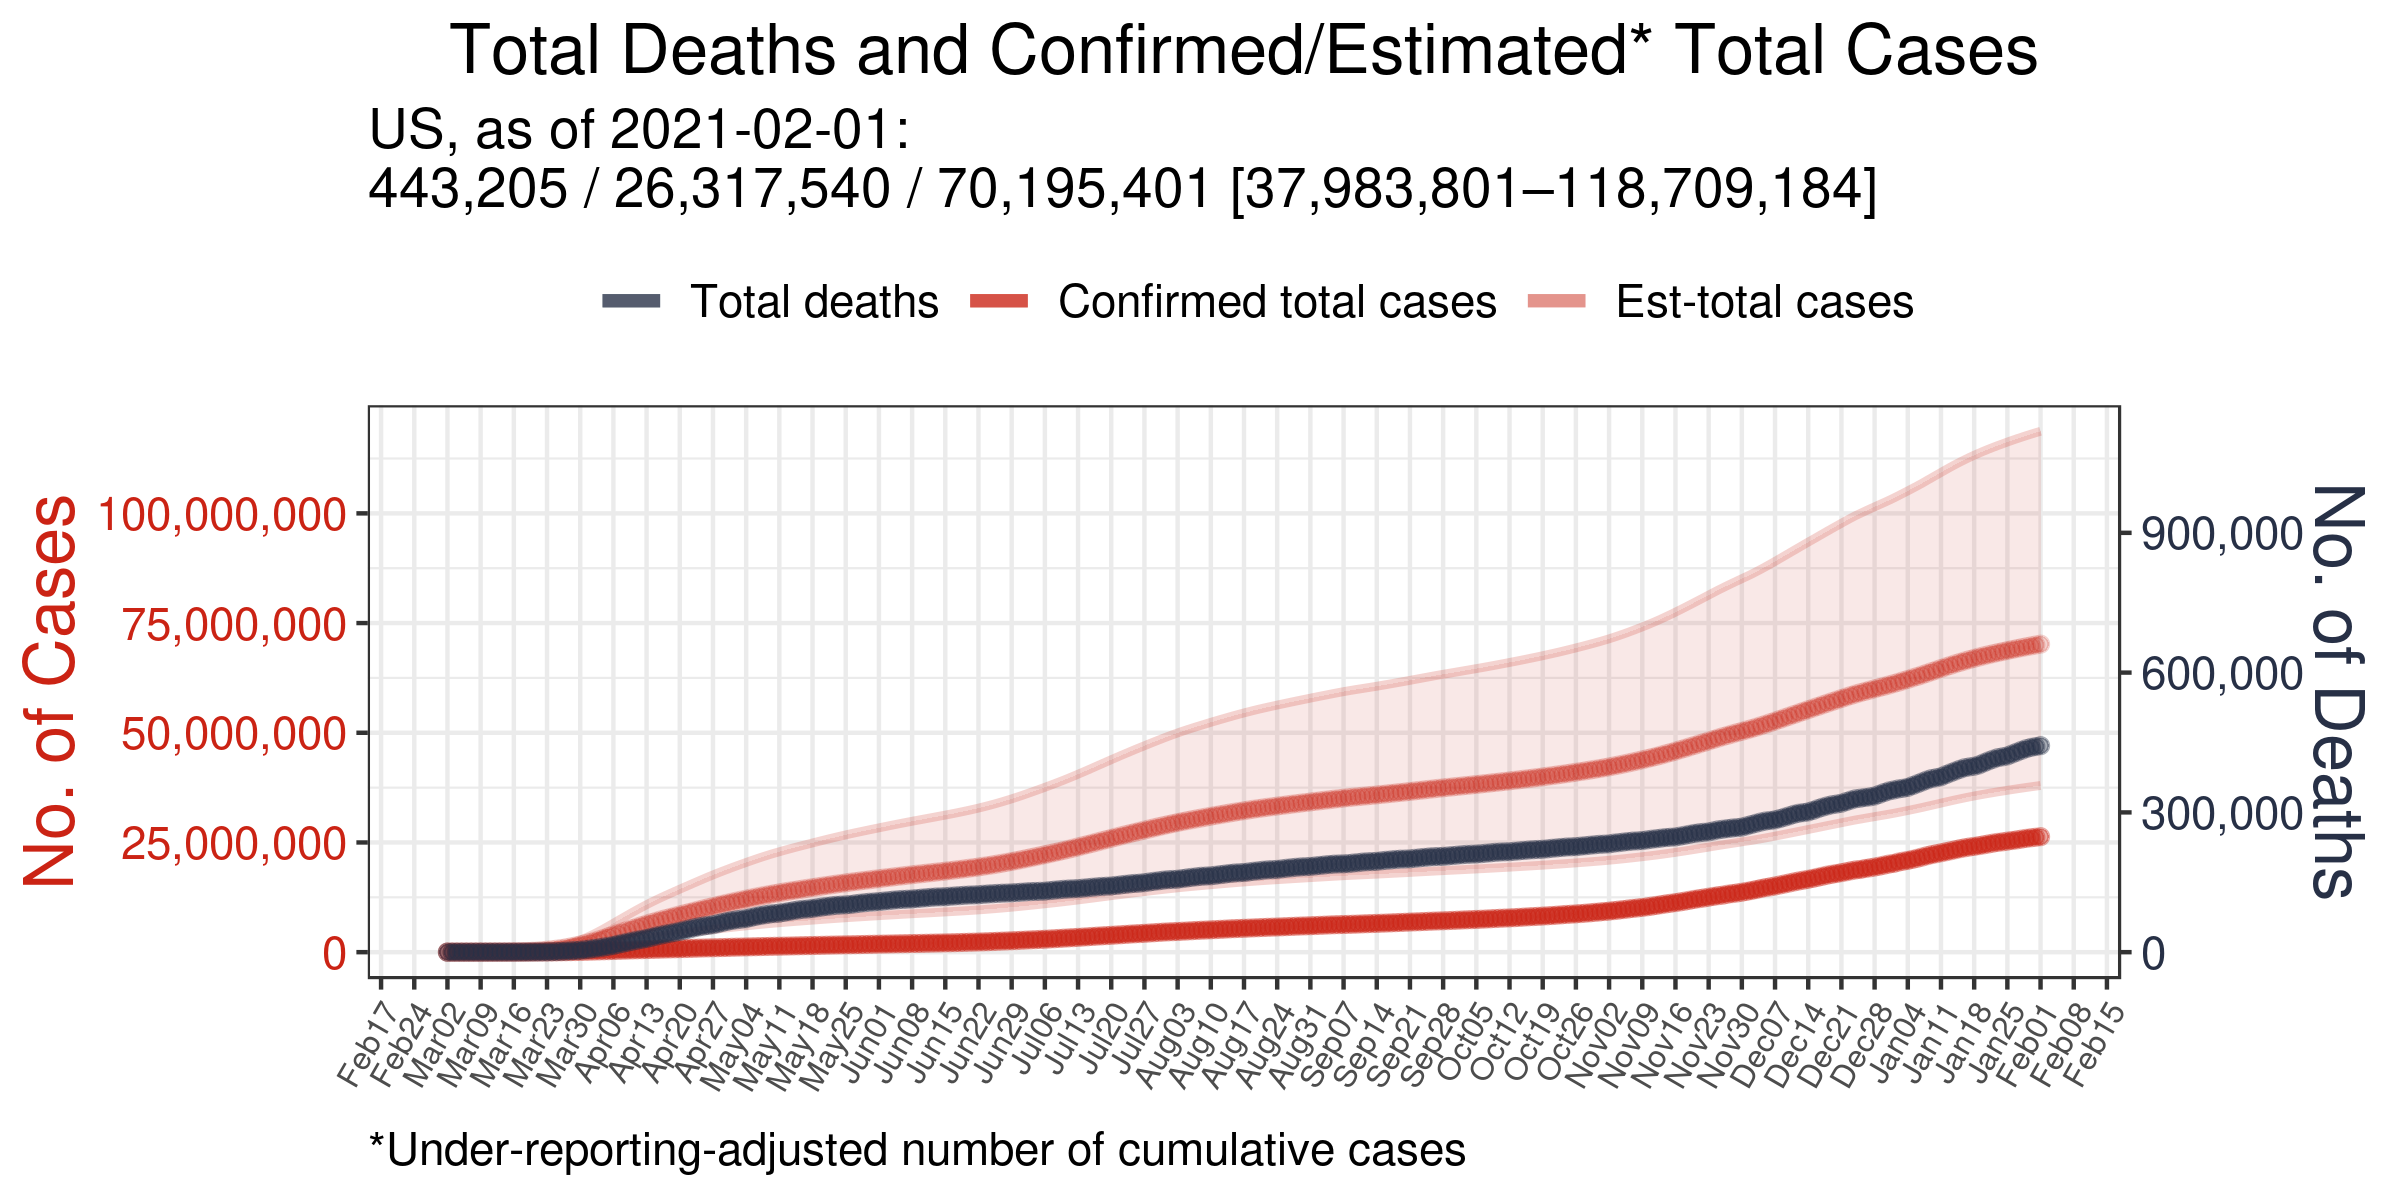 Total Deaths and Confirmed/Estimated* Total Cases
US, as of 2021-02-01:
443,205 / 26,317,540 / 70,195,401 [37,983,801–118,709,184]
Total deaths
Confirmed total cases
Est-total cases
No. of Cases
100,000,000
75,000,000
50,000,000
25,000,000
0
No. of Deaths
900,000
600,000
300,000
0
Feb17
Feb24
Mar02
Mar09
Mar16
Mar23
Mar30
Apr06
Apr13
Apr20
Apr27
May04
May11
May18
May25
Jun01
Jun08
Jun15
Jun22
Jun29
Jul06
Jul13
Jul20
Jul27
Aug03
Aug10
Aug17
Aug24
Aug31
Sep07
Sep14
Sep21
Sep28
Oct05
Oct12
Oct19
Oct26
Nov02
Nov09
Nov16
Nov23
Nov30
Dec07
Dec14
Dec21
Dec28
Jan04
Jan11
Jan18
Jan25
Feb01
Feb08
Feb15
*Under-reporting-adjusted number of cumulative cases